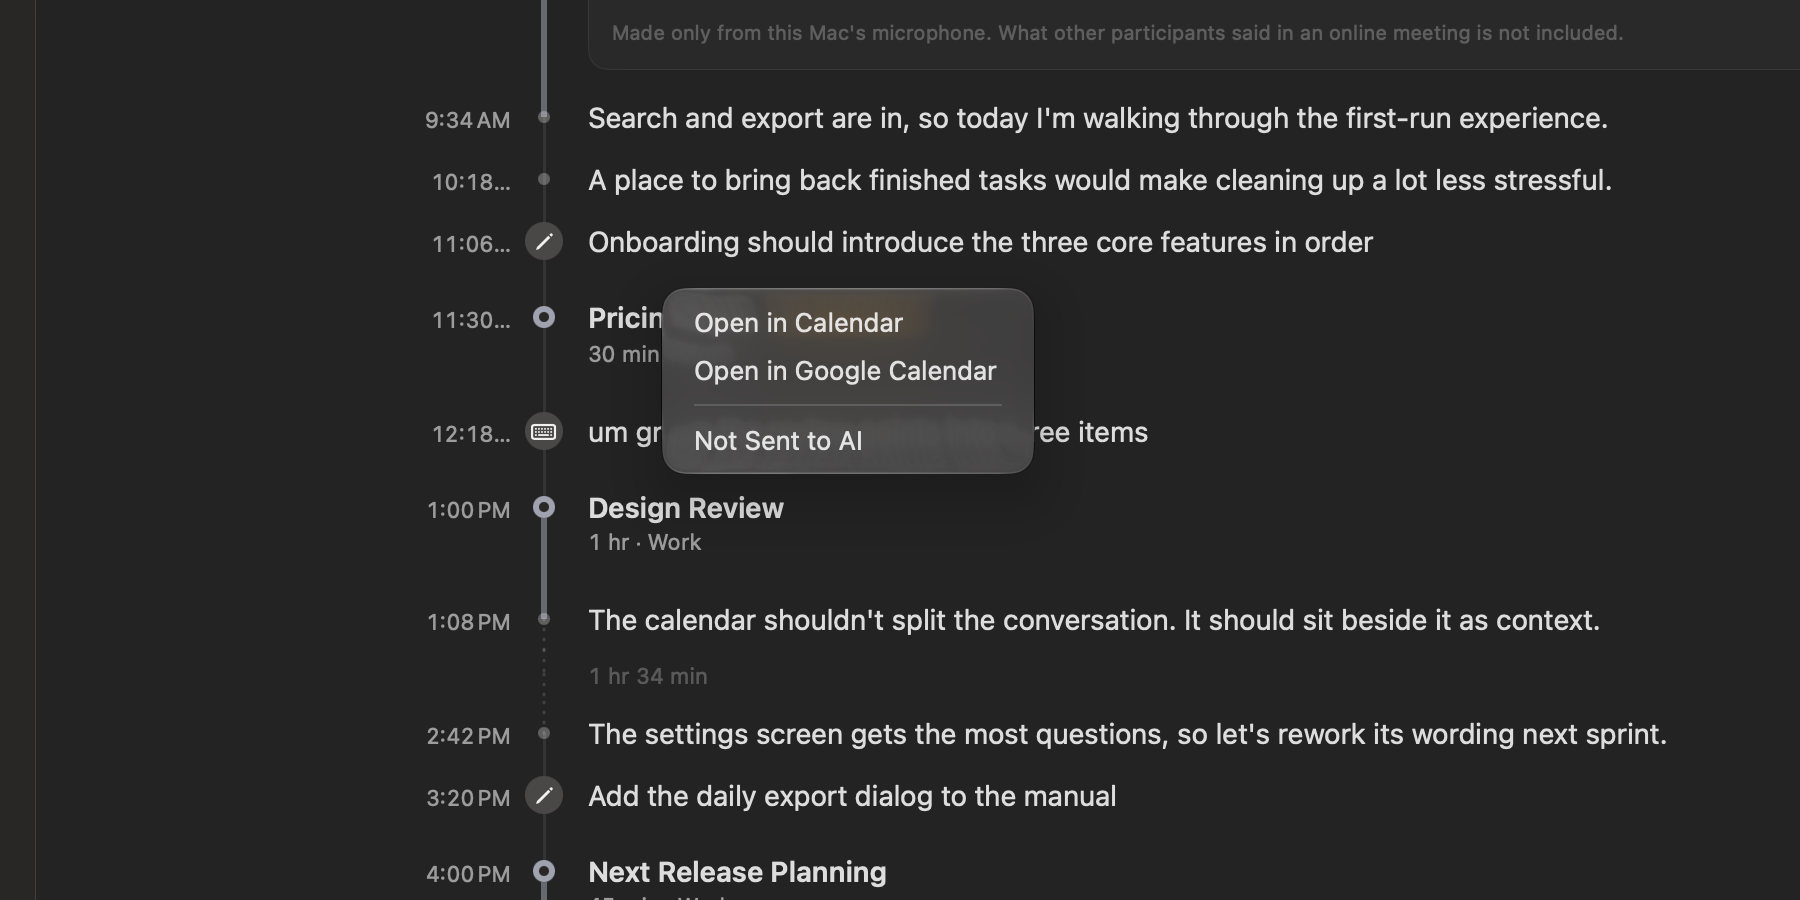 Made only from this Mac's microphone. What other participants said in an online meeting is not included.
9:34 AM Search and export are in, so today I'm walking through the first-run experience.
10:18... A place to bring back finished tasks would make cleaning up a lot less stressful.
11:06... Onboarding should introduce the three core features in order
11:30... Pricin
30 min
Open in Calendar
Open in Google Calendar
Not Sent to AI
12:18... um gr ree items
1:00 PM Design Review
1 hr · Work
1:08 PM The calendar shouldn't split the conversation. It should sit beside it as context.
1 hr 34 min
2:42 PM The settings screen gets the most questions, so let's rework its wording next sprint.
3:20 PM Add the daily export dialog to the manual
4:00 PM Next Release Planning